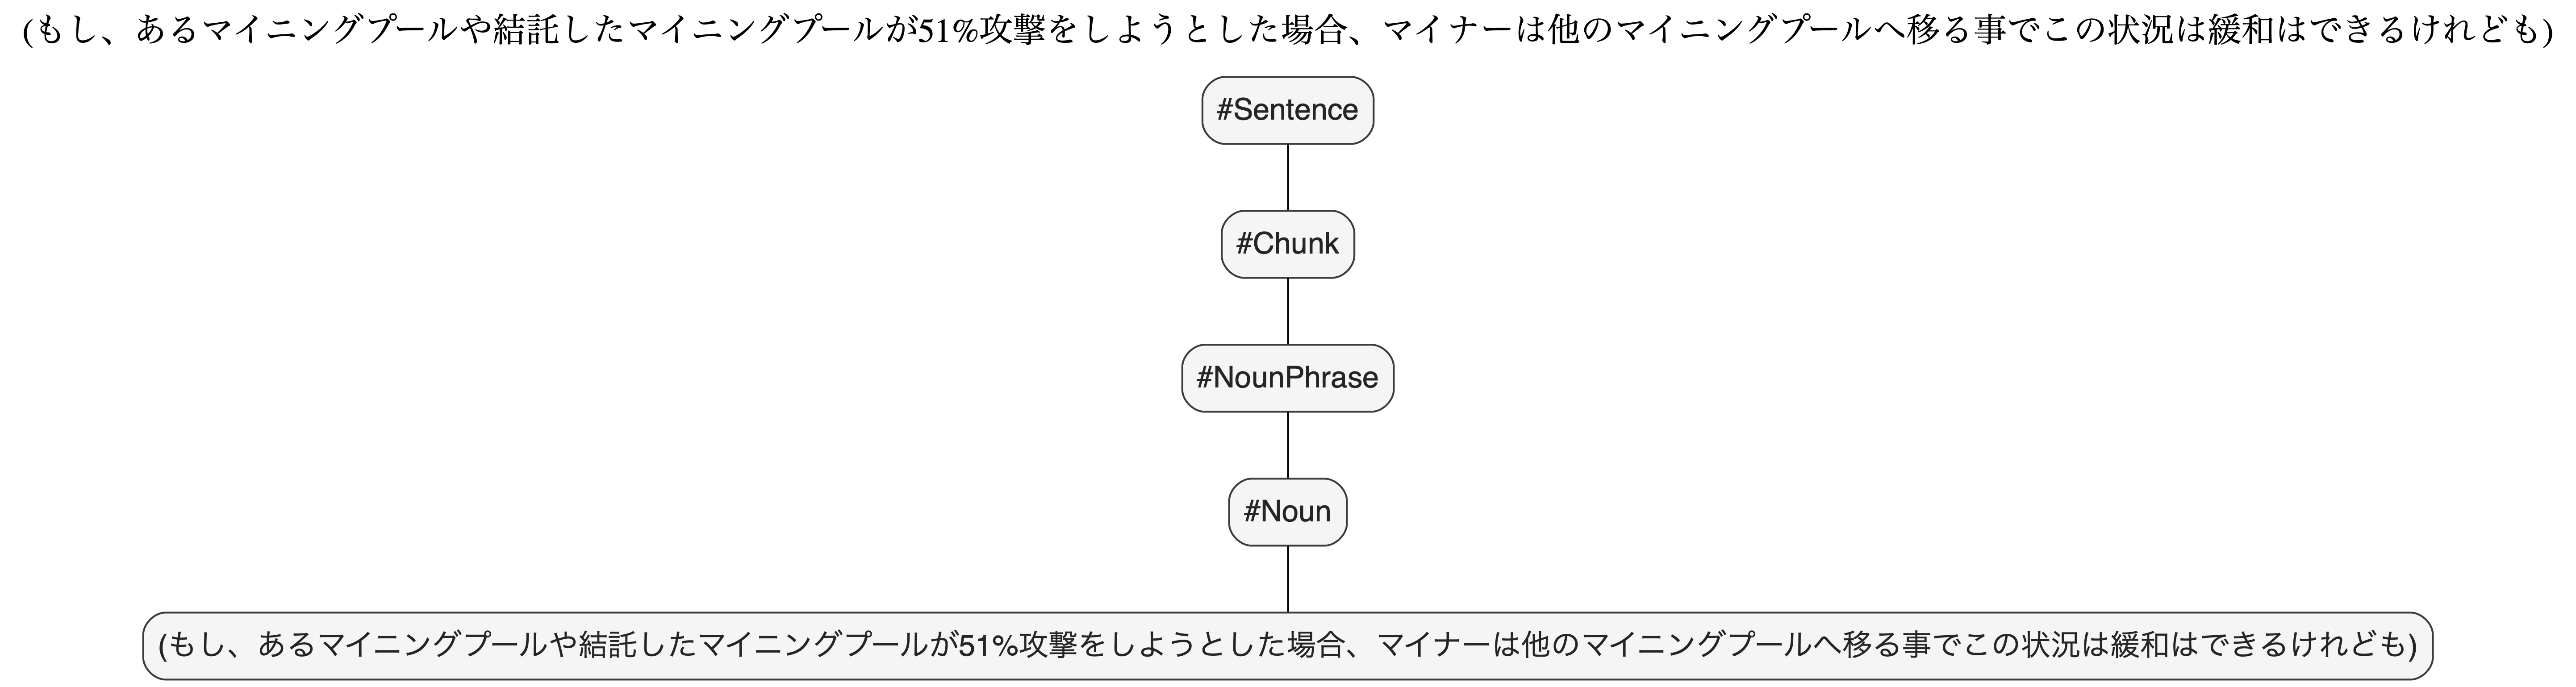 (もし、あるマイニングプールや結託したマイニングプールが51%攻撃をしようとした場合、マイナーは他のマイニングプールへ移る事でこの状況は緩和はできるけれども)
#Sentence
#Chunk
#NounPhrase
#Noun
(もし、あるマイニングプールや結託したマイニングプールが51%攻撃をしようとした場合、マイナーは他のマイニングプールへ移る事でこの状況は緩和はできるけれども)